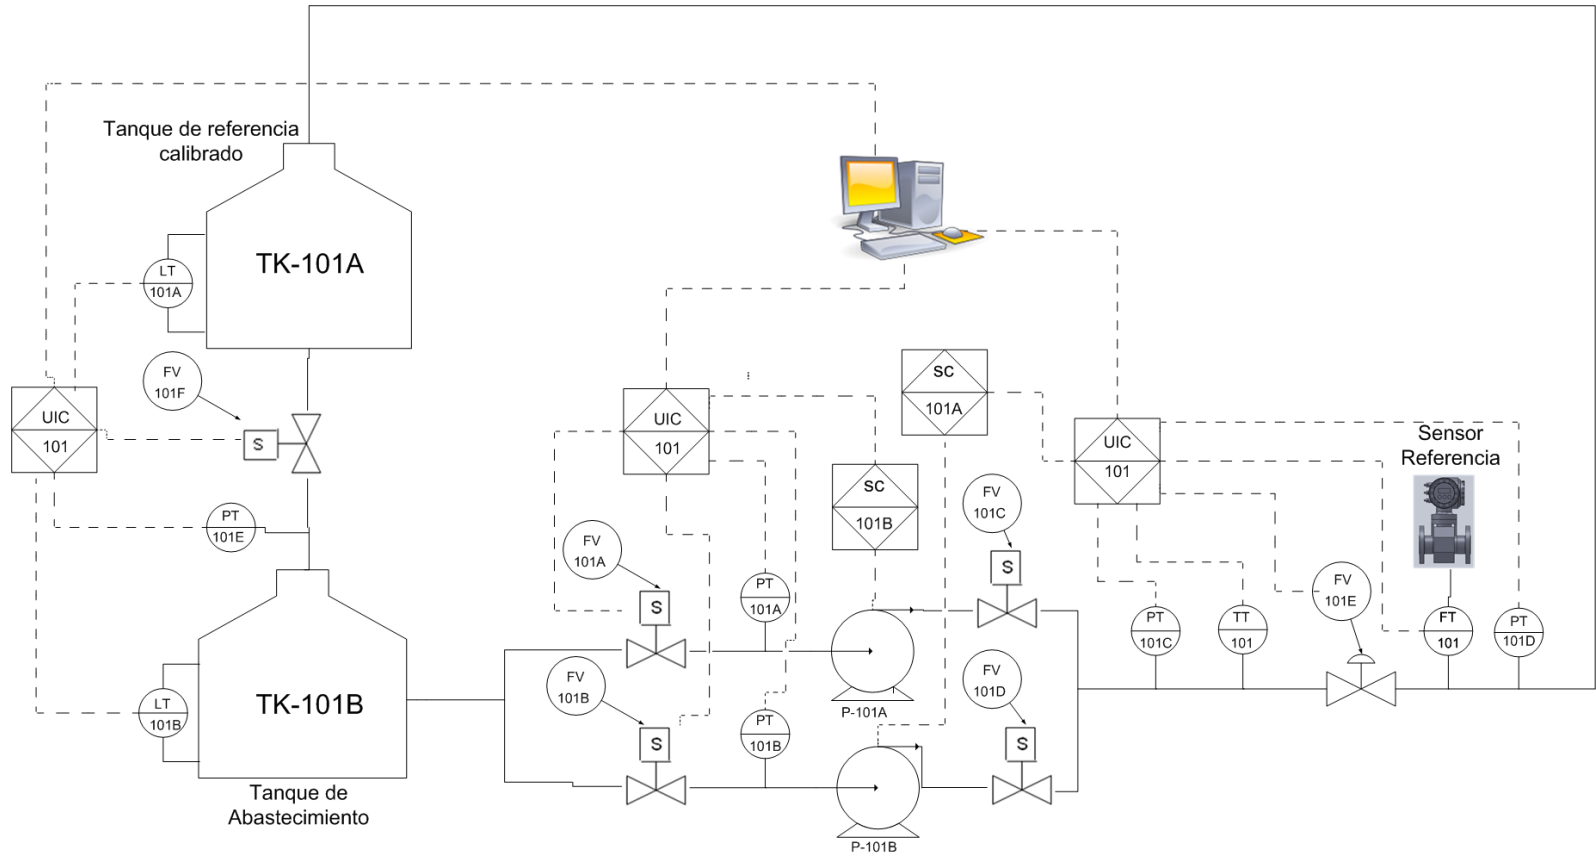 Tanque de referencia
calibrado
TK-101A
LT
101A
FV
101F
UIC
101
S
PT
101E
TK-101B
LT
101B
Tanque de
Abastecimiento
UIC
101
FV
101A
S
PT
101A
FV
101B
S
PT
101B
SC
101A
SC
101B
P-101A
P-101B
FV
101C
S
FV
101D
S
UIC
101
Sensor
Referencia
PT
101C
TT
101
FV
101E
FT
101
PT
101D